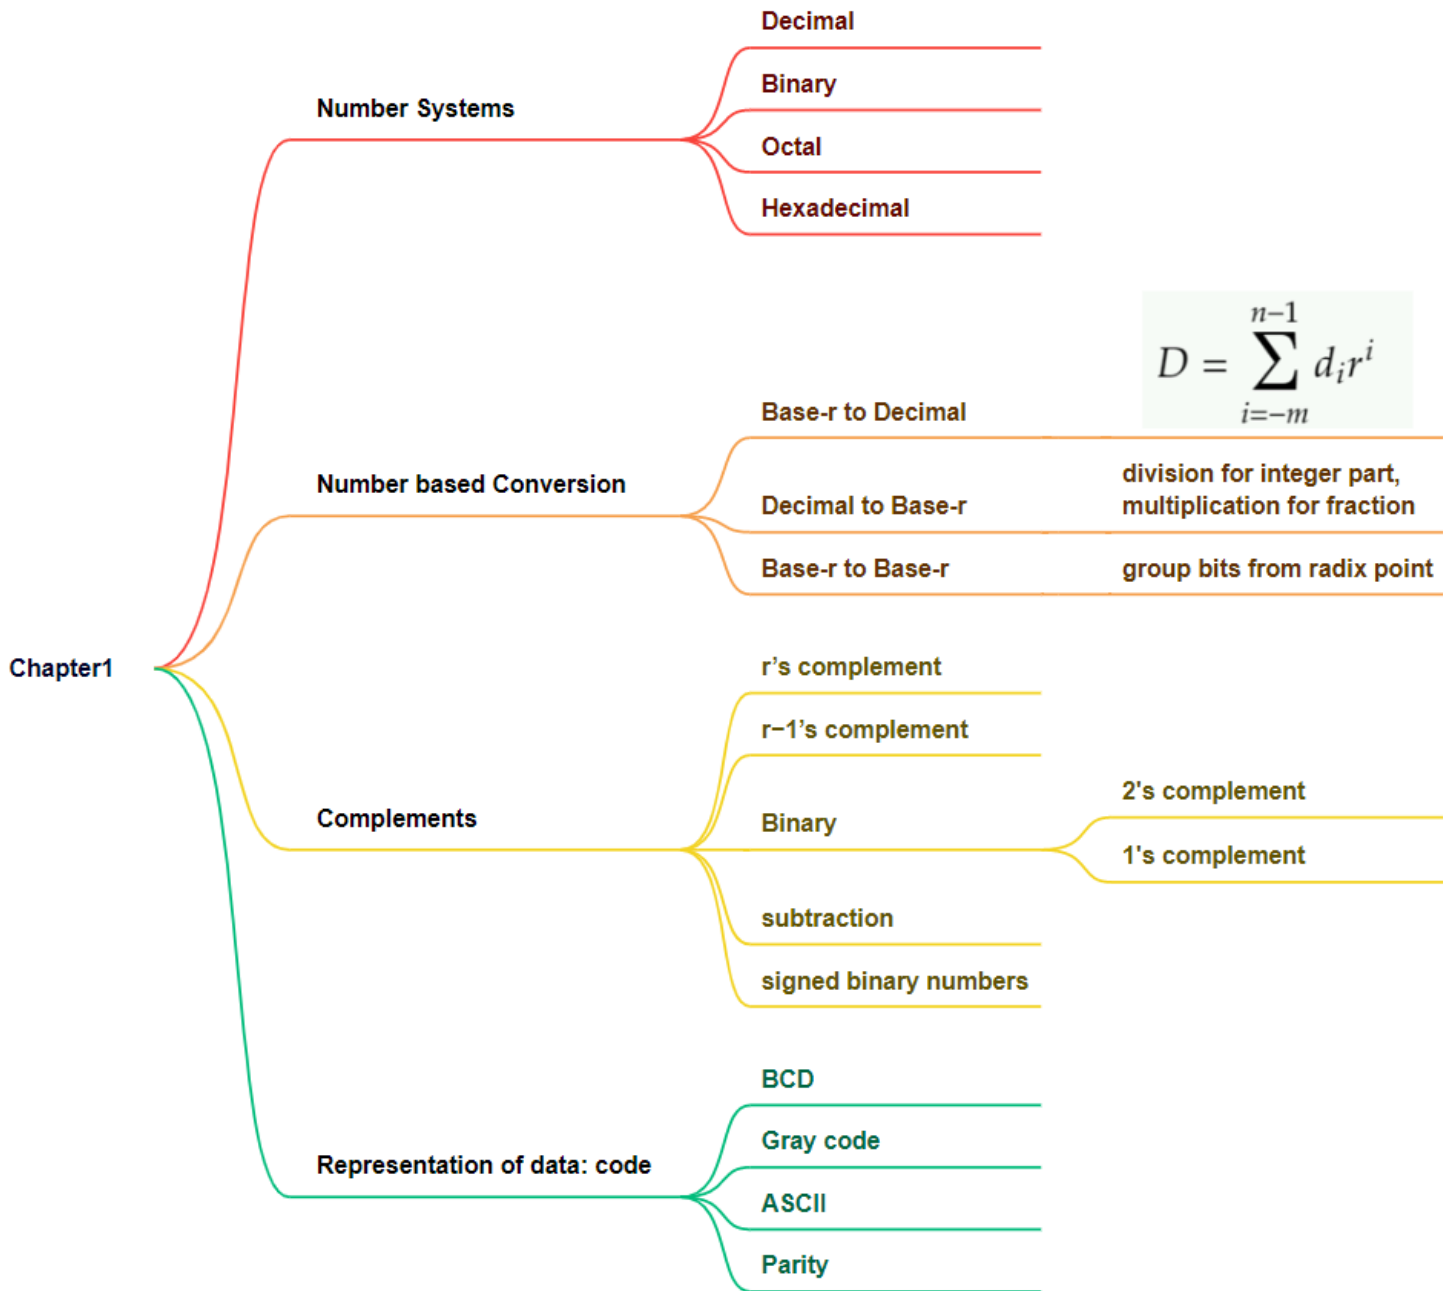 Chapter1
Number Systems
Decimal
Binary
Octal
Hexadecimal
Number based Conversion
Base-r to Decimal
D = \sum_{i=-m}^{n-1} d_i r^i
Decimal to Base-r
division for integer part,
multiplication for fraction
Base-r to Base-r
group bits from radix point
Complements
r’s complement
r−1’s complement
Binary
2's complement
1's complement
subtraction
signed binary numbers
Representation of data: code
BCD
Gray code
ASCII
Parity